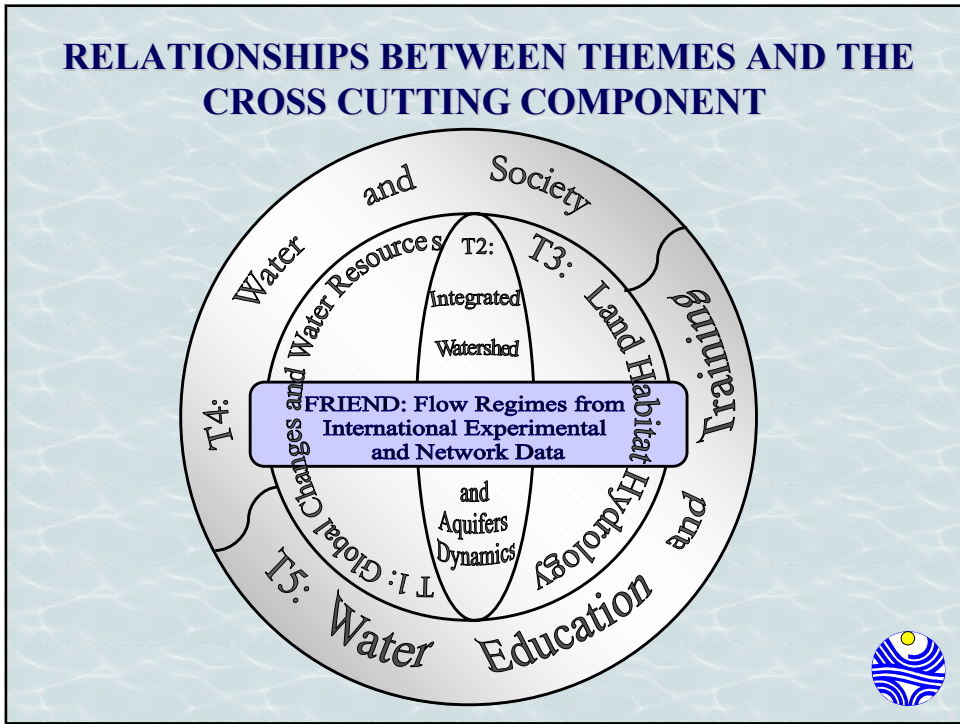 RELATIONSHIPS BETWEEN THEMES AND THE
CROSS CUTTING COMPONENT
T1: Global Changes and Water Resources
T2:
Integrated
Watershed
and
Aquifers
Dynamics
T3: Land Habitat Hydrology
T4: Water and Society
T5: Water Education and Training
FRIEND: Flow Regimes from
International Experimental
and Network Data